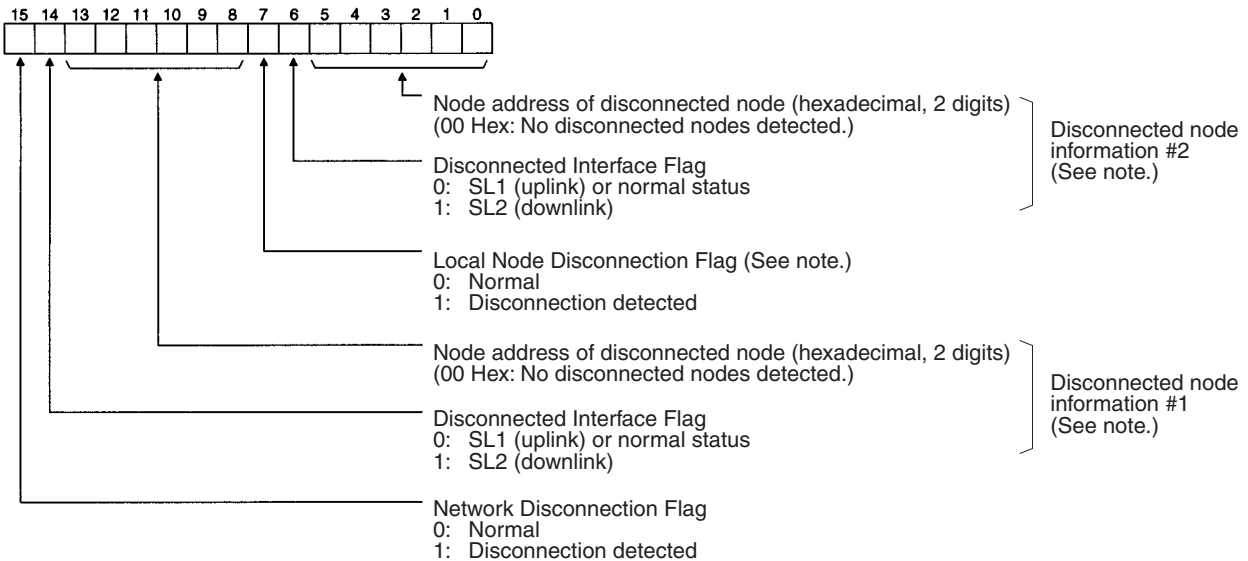 15 14 13 12 11 10 9 8 7 6 5 4 3 2 1 0
Node address of disconnected node (hexadecimal, 2 digits)
(00 Hex: No disconnected nodes detected.)
Disconnected Interface Flag
0: SL1 (uplink) or normal status
1: SL2 (downlink)
Disconnected node
information #2
(See note.)
Local Node Disconnection Flag (See note.)
0: Normal
1: Disconnection detected
Node address of disconnected node (hexadecimal, 2 digits)
(00 Hex: No disconnected nodes detected.)
Disconnected Interface Flag
0: SL1 (uplink) or normal status
1: SL2 (downlink)
Disconnected node
information #1
(See note.)
Network Disconnection Flag
0: Normal
1: Disconnection detected